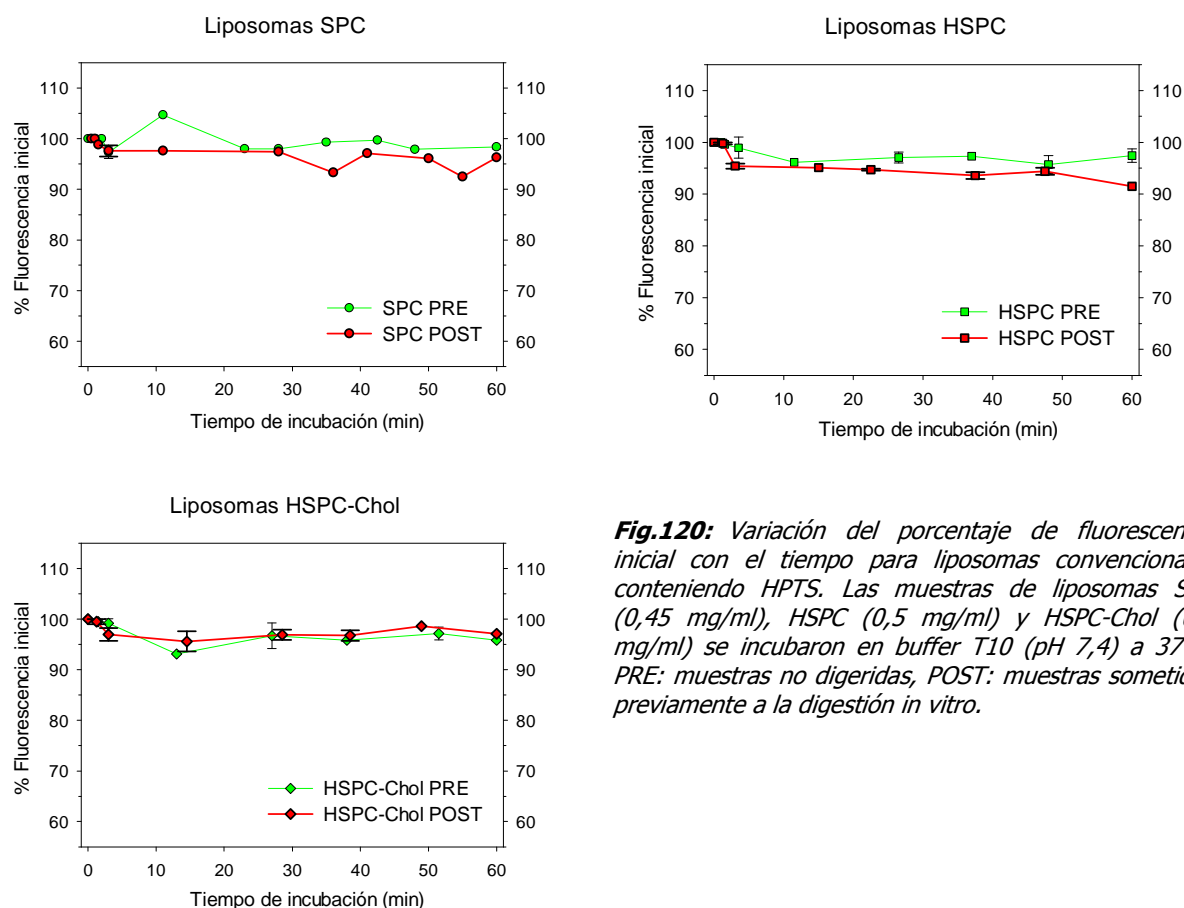 Liposomas SPC
110
100
90
80
70
60
110
100
90
80
70
60
% Fluorescencia inicial
SPC PRE
SPC POST
0 10 20 30 40 50 60
Tiempo de incubación (min)
Liposomas HSPC
110
100
90
80
70
60
110
100
90
80
70
60
% Fluorescencia inicial
HSPC PRE
HSPC POST
0 10 20 30 40 50 60
Tiempo de incubación (min)
Liposomas HSPC-Chol
110
100
90
80
70
60
110
100
90
80
70
60
% Fluorescencia inicial
HSPC-Chol PRE
HSPC-Chol POST
0 10 20 30 40 50 60
Tiempo de incubación (min)
Fig.120: Variación del porcentaje de
inicial con el tiempo para liposomas
conteniendo HPTS. Las muestras de liposomas
(0,45 mg/ml), HSPC (0,5 mg/ml) y HSPC-Chol
mg/ml) se incubaron en buffer T10 (pH 7,4) a 37
PRE: muestras no digeridas, POST: muestras
previamente a la digestión in vitro.